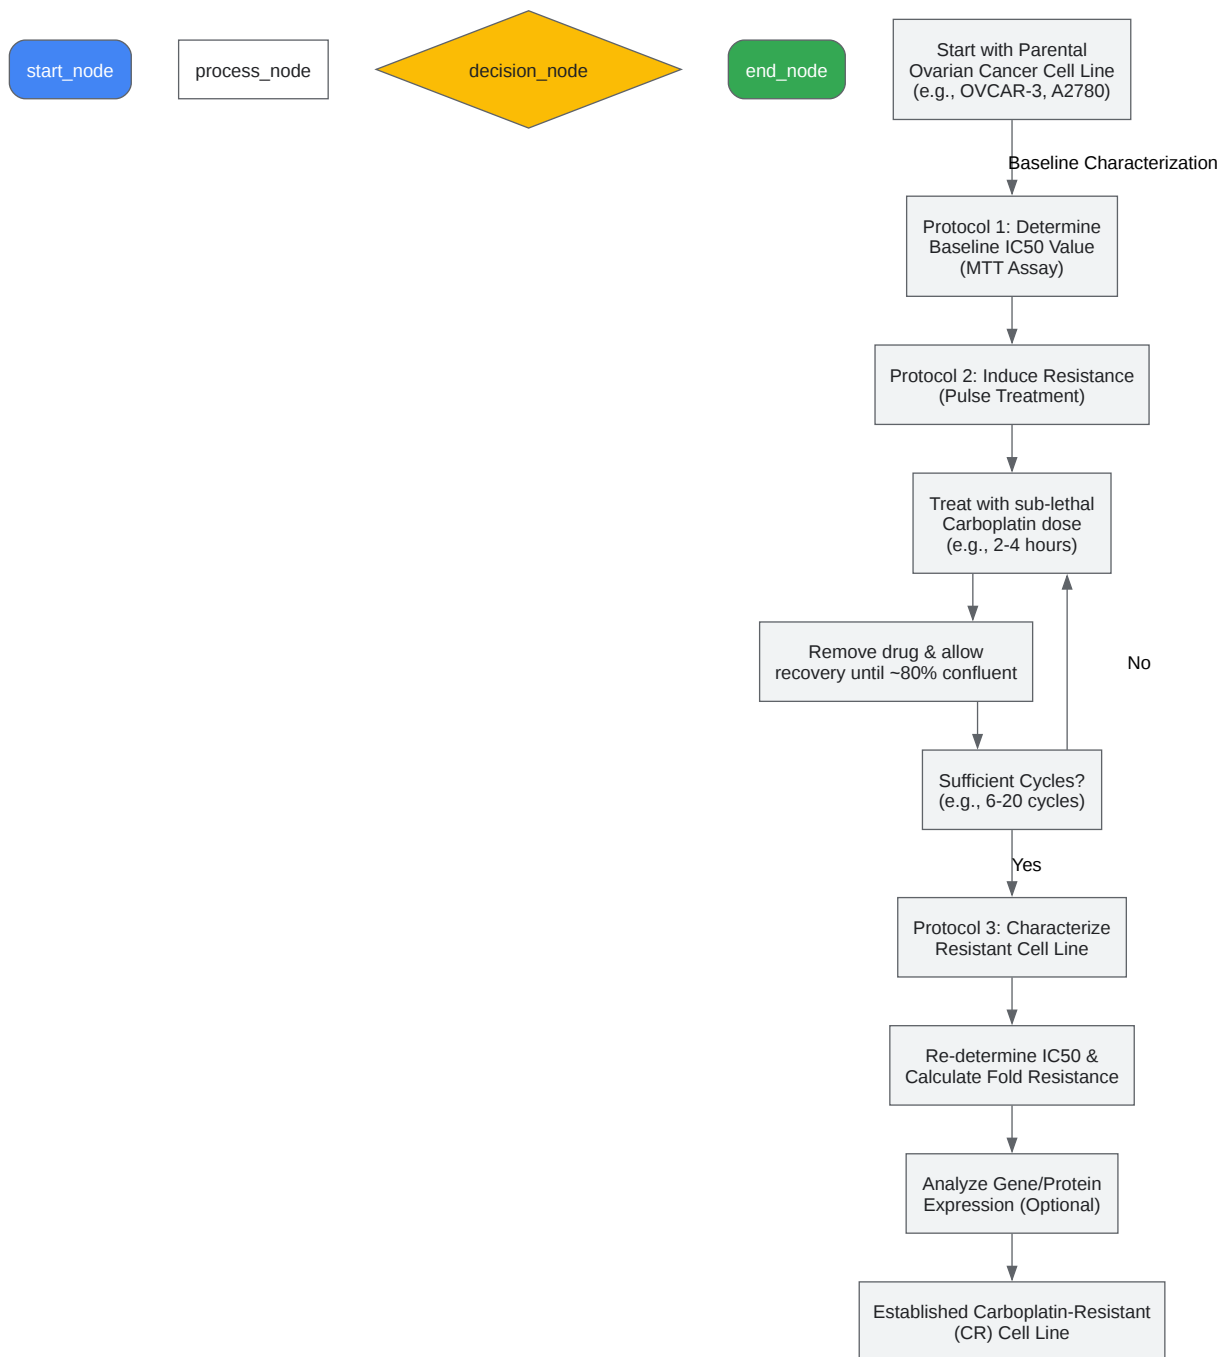 start_node
process_node
decision_node
end_node
Start with Parental
Ovarian Cancer Cell Line
(e.g., OVCAR-3, A2780)
Baseline Characterization
Protocol 1: Determine
Baseline IC50 Value
(MTT Assay)
Protocol 2: Induce Resistance
(Pulse Treatment)
Treat with sub-lethal
Carboplatin dose
(e.g., 2-4 hours)
Remove drug & allow
recovery until ~80% confluent
No
Sufficient Cycles?
(e.g., 6-20 cycles)
Yes
Protocol 3: Characterize
Resistant Cell Line
Re-determine IC50 &
Calculate Fold Resistance
Analyze Gene/Protein
Expression (Optional)
Established Carboplatin-Resistant
(CR) Cell Line